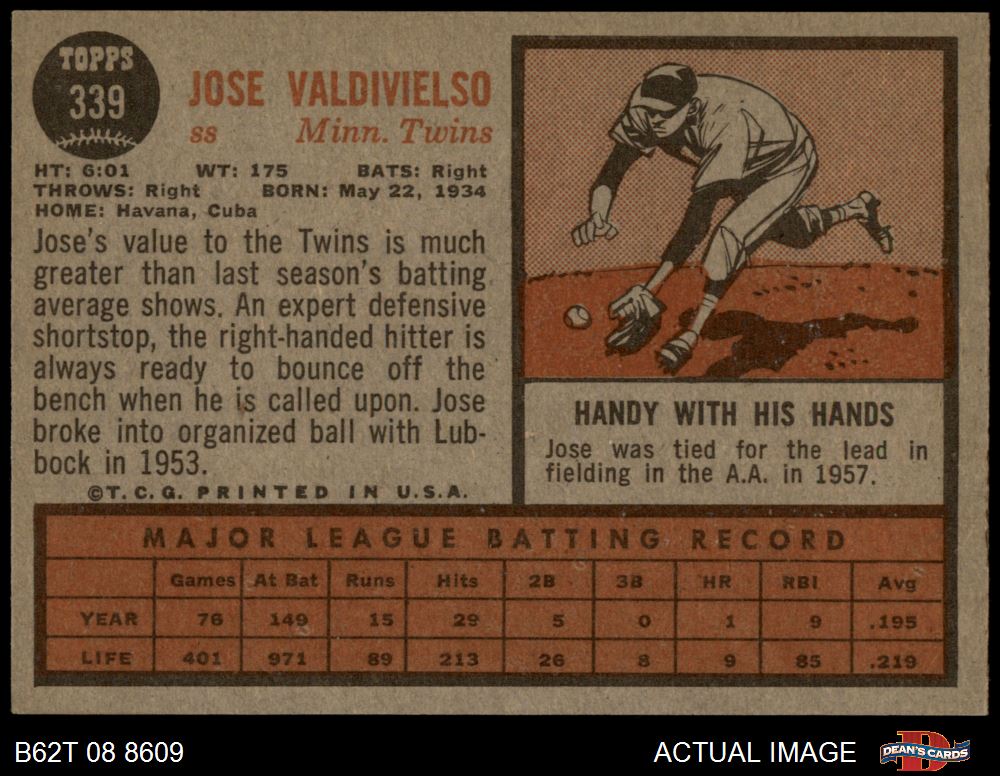 TOPPS
339
JOSE VALDIVIELSO
ss Minn. Twins
HT: 6:01 WT: 175 BATS: Right
THROWS: Right BORN: May 22, 1934
HOME: Havana, Cuba
Jose's value to the Twins is much
greater than last season's batting
average shows. An expert defensive
shortstop, the right-handed hitter is
always ready to bounce off the
bench when he is called upon. Jose
broke into organized ball with Lub-
bock in 1953.
©T.C.G. PRINTED IN U.S.A.
HANDY WITH HIS HANDS
Jose was tied for the lead in
fielding in the A.A. in 1957.
MAJOR LEAGUE BATTING RECORD
Games At Bat Runs Hits 2B 3B HR RBI Avg
YEAR 76 149 15 29 5 0 1 9 .195
LIFE 401 971 89 213 26 8 9 85 .219
B62T 08 8609 ACTUAL IMAGE DEAN'S CARDS